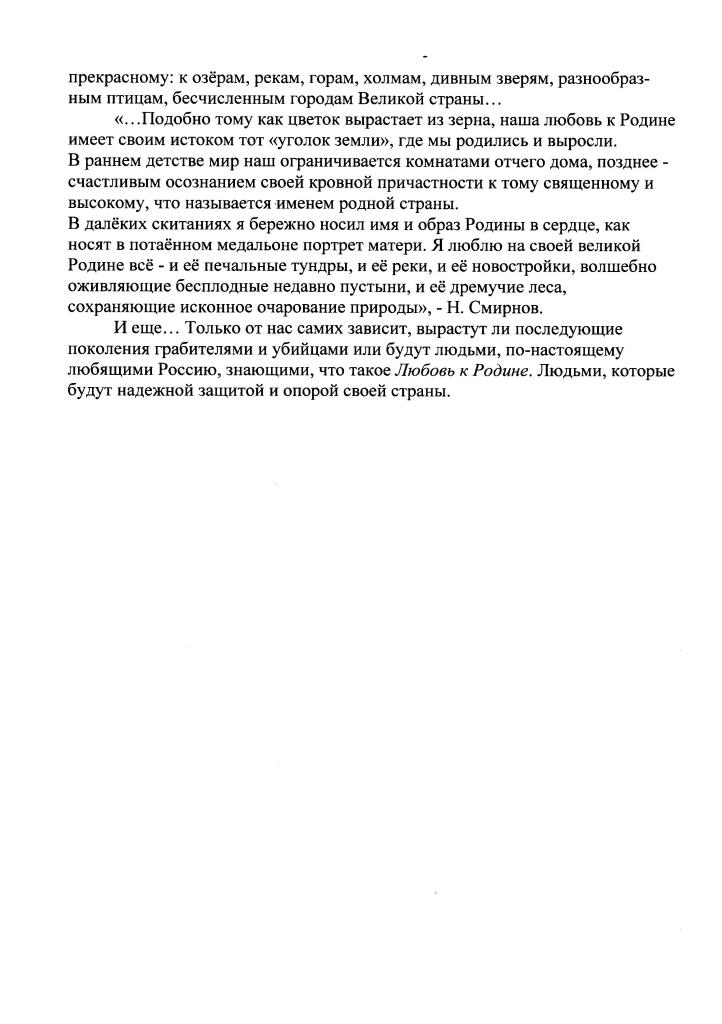 прекрасному: к озёрам, рекам, горам, холмам, дивным зверям, разнообраз-
ным птицам, бесчисленным городам Великой страны…
«…Подобно тому как цветок вырастает из зерна, наша любовь к Родине
имеет своим истоком тот «уголок земли», где мы родились и выросли.
В раннем детстве мир наш ограничивается комнатами отчего дома, позднее -
счастливым осознанием своей кровной причастности к тому священному и
высокому, что называется именем родной страны.
В далёких скитаниях я бережно носил имя и образ Родины в сердце, как
носят в потаённом медальоне портрет матери. Я люблю на своей великой
Родине всё - и её печальные тундры, и её реки, и её новостройки, волшебно
оживляющие бесплодные недавно пустыни, и её дремучие леса,
сохраняющие исконное очарование природы», - Н. Смирнов.
И еще… Только от нас самих зависит, вырастут ли последующие
поколения грабителями и убийцами или будут людьми, по-настоящему
любящими Россию, знающими, что такое Любовь к Родине. Людьми, которые
будут надежной защитой и опорой своей страны.